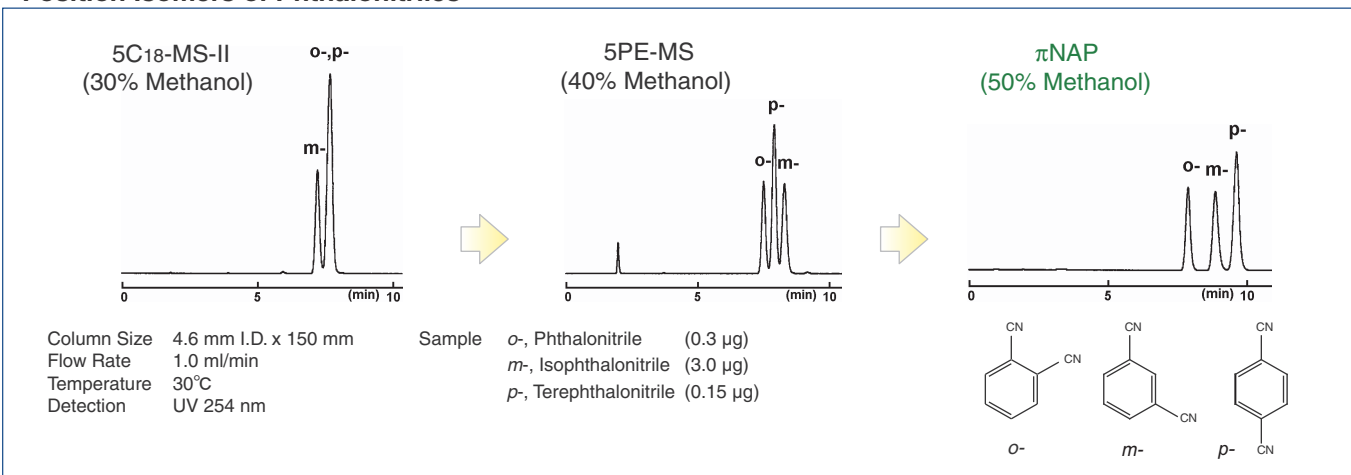 Position Isomers of Phthalonitriles
5C18-MS-II
(30% Methanol)
o-,p-
m-
0 5 (min) 10
5PE-MS
(40% Methanol)
p-
o- m-
0 5 (min) 10
πNAP
(50% Methanol)
p-
o- m-
0 5 (min) 10
Column Size 4.6 mm I.D. x 150 mm
Flow Rate 1.0 ml/min
Temperature 30°C
Detection UV 254 nm
Sample o-, Phthalonitrile (0.3 µg)
m-, Isophthalonitrile (3.0 µg)
p-, Terephthalonitrile (0.15 µg)
CN
CN
o-
CN
CN
m-
CN
CN
p-